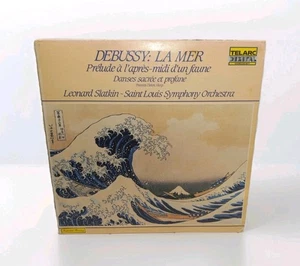 DEBUSSY: LA MER
TELARC
DIGITAL
Prélude à l'après-midi d'un faune
Danses sacrée et profane
Leonard Slatkin - Saint Louis Symphony Orchestra